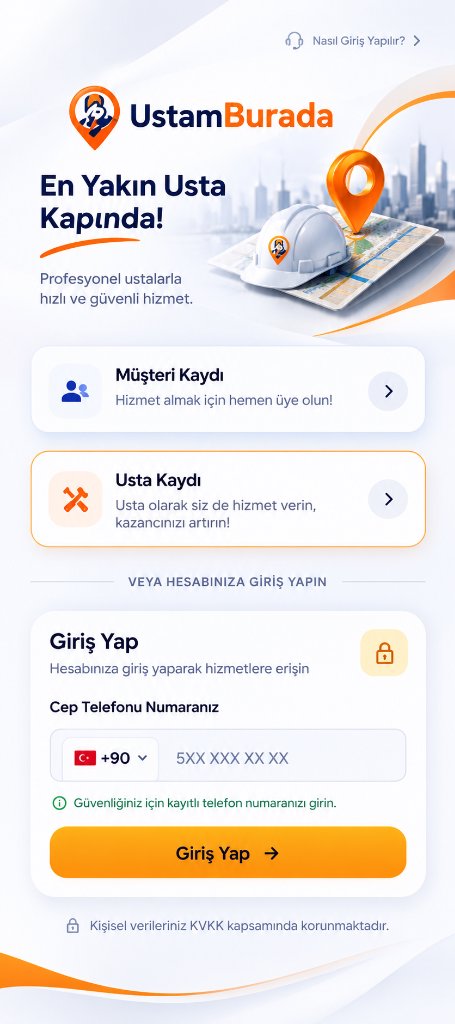 Nasıl Giriş Yapılır?
UstamBurada
En Yakın Usta
Kapında!
Profesyonel ustalarla
hızlı ve güvenli hizmet.
Müşteri Kaydı
Hizmet almak için hemen üye olun!
Usta Kaydı
Usta olarak siz de hizmet verin,
kazancınızı artırın!
VEYA HESABINIZA GİRİŞ YAPIN
Giriş Yap
Hesabınıza giriş yaparak hizmetlere erişin
Cep Telefonu Numaranız
+90 5XX XXX XX XX
Güvenliğiniz için kayıtlı telefon numaranızı girin.
Giriş Yap
Kişisel verileriniz KVKK kapsamında korunmaktadır.